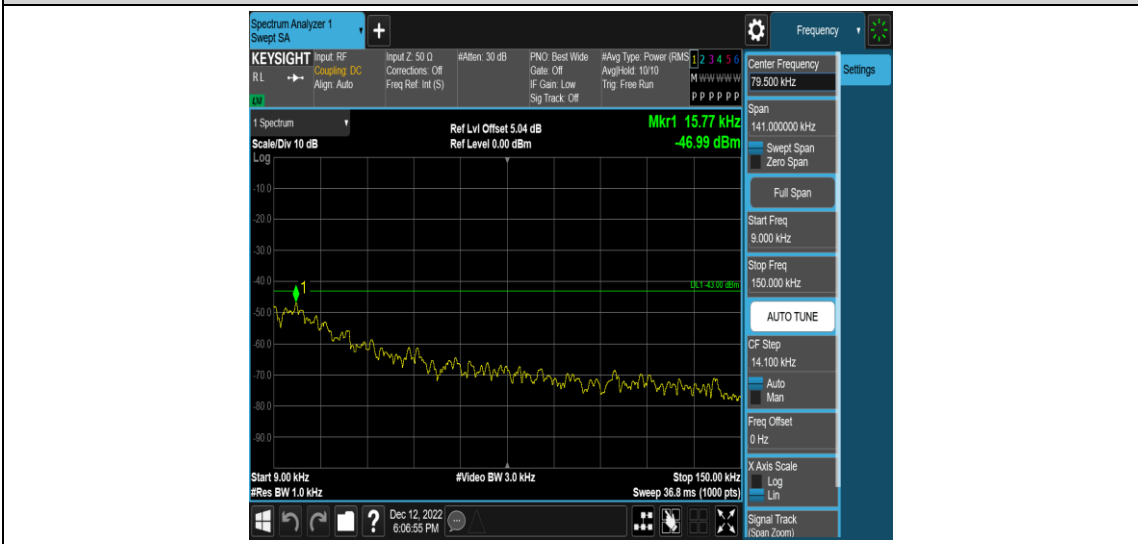 Spectrum Analyzer 1
Swept SA
+
Frequency
KEYSIGHT
RL
LXI
Input: RF
Coupling: DC
Align: Auto
Input Z: 50 Ω
Corrections: Off
Freq Ref: Int (S)
#Atten: 30 dB
PNO: Best Wide
Gate: Off
IF Gain: Low
Sig Track: Off
#Avg Type: Power (RMS
Avg|Hold: 10/10
Trig: Free Run
1 2 3 4 5 6
M W W W W W
P P P P P P
1 Spectrum
Scale/Div 10 dB
Log
Ref Lvl Offset 5.04 dB
Ref Level 0.00 dBm
Mkr1 15.77 kHz
-46.99 dBm
-10.0
-20.0
-30.0
-40.0
-50.0
-60.0
-70.0
-80.0
-90.0
1
DL1 -43.00 dBm
Start 9.00 kHz
#Res BW 1.0 kHz
#Video BW 3.0 kHz
Stop 150.00 kHz
Sweep 36.8 ms (1000 pts)
?
Dec 12, 2022
6:06:55 PM
Center Frequency
79.500 kHz
Settings
Span
141.000000 kHz
Swept Span
Zero Span
Full Span
Start Freq
9.000 kHz
Stop Freq
150.000 kHz
AUTO TUNE
CF Step
14.100 kHz
Auto
Man
Freq Offset
0 Hz
X Axis Scale
Log
Lin
Signal Track
(Span Zoom)